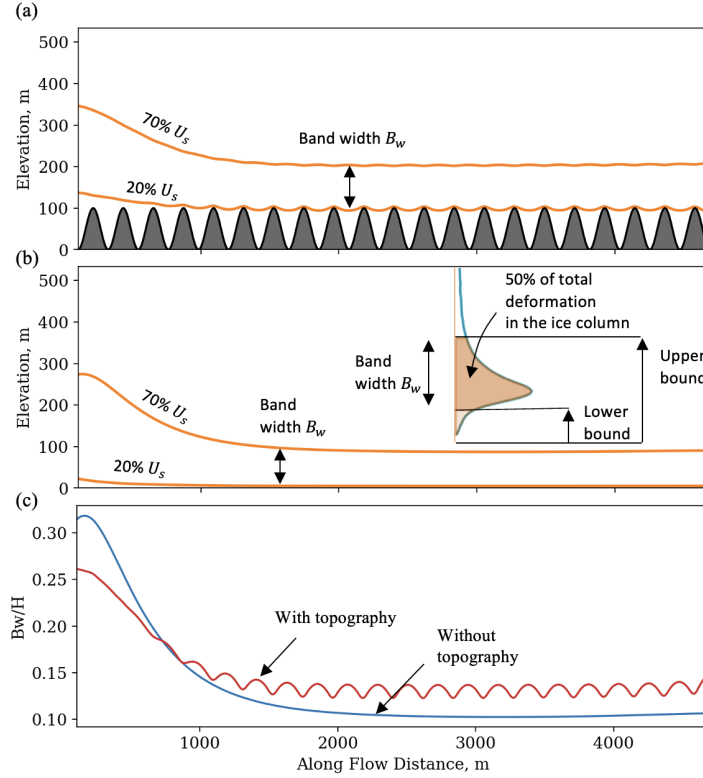 (a)
500
400
300
200
100
0
Elevation, m
70% U_s
20% U_s
Band width B_w
(b)
500
400
300
200
100
0
Elevation, m
70% U_s
20% U_s
Band
width B_w
50% of total
deformation
in the ice column
Band
width B_w
Upper
bound
Lower
bound
(c)
0.30
0.25
0.20
0.15
0.10
Bw/H
With topography
Without
topography
1000
2000
3000
4000
Along Flow Distance, m